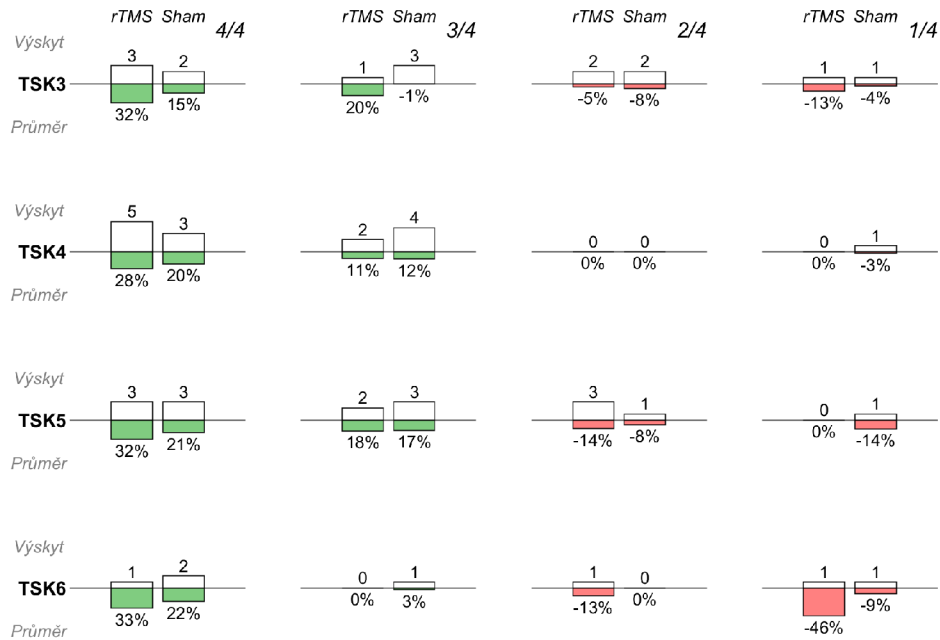 rTMS Sham 4/4 rTMS Sham 3/4 rTMS Sham 2/4 rTMS Sham 1/4
Výskyt
3 2 1 3 2 2 1 1
TSK3
32% 15% 20% -1% -5% -8% -13% -4%
Průměr
Výskyt
5 3 2 4 0 0 0 1
TSK4
28% 20% 11% 12% 0% 0% 0% -3%
Průměr
Výskyt
3 3 2 3 3 1 0 1
TSK5
32% 21% 18% 17% -14% -8% 0% -14%
Průměr
Výskyt
1 2 0 1 1 0 1 1
TSK6
33% 22% 0% 3% -13% 0% -46% -9%
Průměr